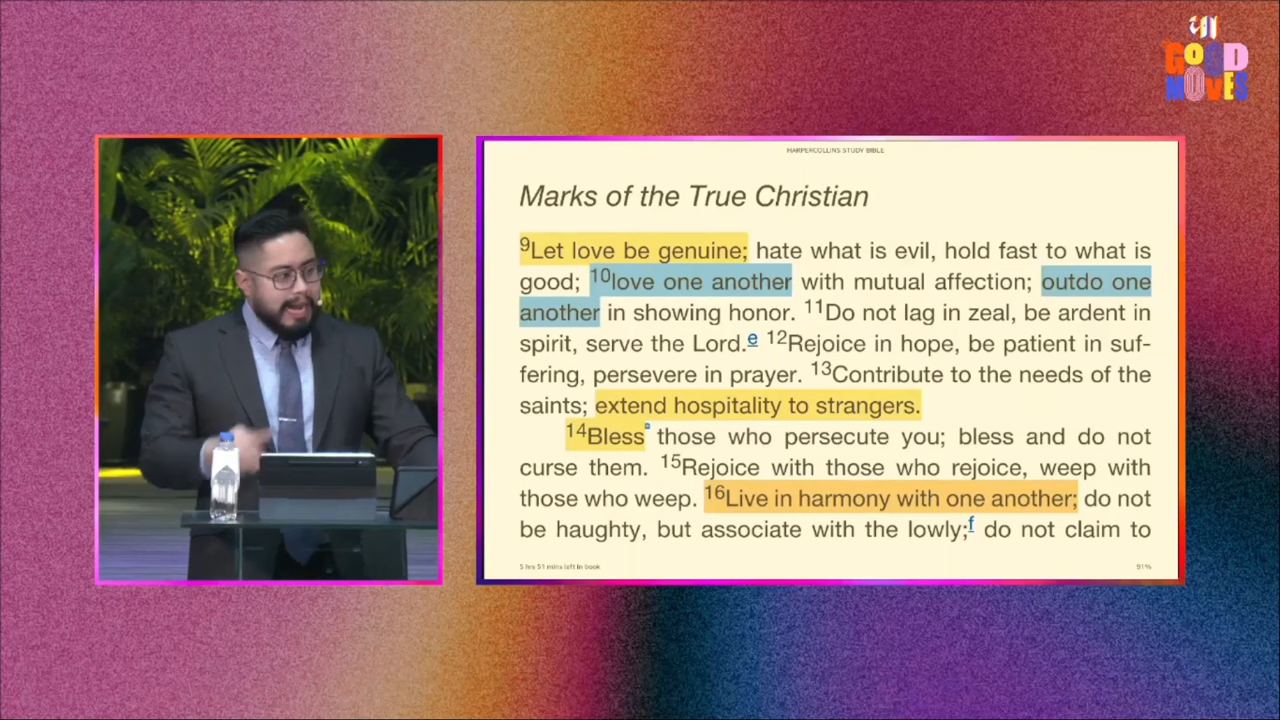 GOOD
MOVES
HARPERCOLLINS STUDY BIBLE
Marks of the True Christian
9Let love be genuine; hate what is evil, hold fast to what is
good; 10love one another with mutual affection; outdo one
another in showing honor. 11Do not lag in zeal, be ardent in
spirit, serve the Lord.e 12Rejoice in hope, be patient in suf-
fering, persevere in prayer. 13Contribute to the needs of the
saints; extend hospitality to strangers.
14Bless those who persecute you; bless and do not
curse them. 15Rejoice with those who rejoice, weep with
those who weep. 16Live in harmony with one another; do not
be haughty, but associate with the lowly;f do not claim to
5 hrs 51 mins left in book
91%